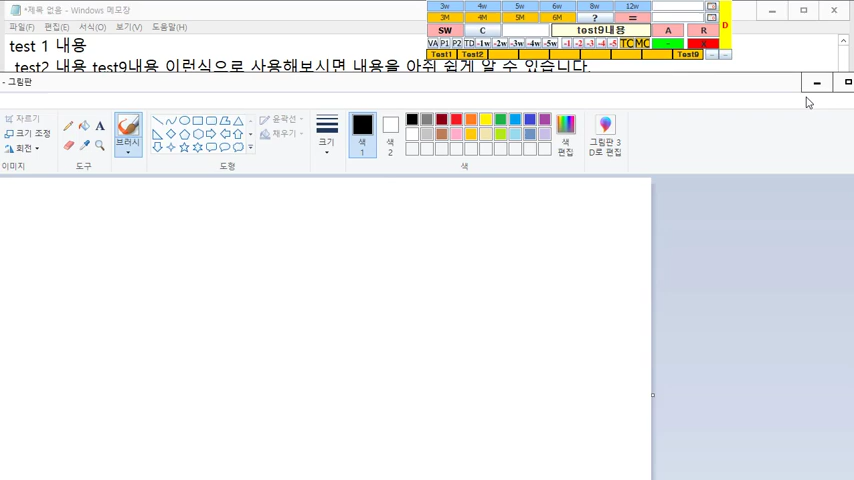 *제목 없음 - Windows 메모장
파일(F) 편집(E) 서식(O) 보기(V) 도움말(H)
test 1 내용
test2 내용 test9내용 이런식으로 사용해보시면 내용을 아쉬 쉽게 알 수 있습니다.
3w 4w 5w 6w 8w 12w
3M 4M 5M 6M ? =
SW C test9내용 A R
VA P1 P2 TD -1w -2w -3w -4w -5w -1 -2 -3 -4 -5 TC MC - X
Test1 Test2 Test9 -- --
D
- 그림판
자르기
크기 조정
회전
이미지
A
도구
브러시
윤곽선
채우기
도형
크기
색 1
색 2
색 편집
색
그림판 3D로 편집